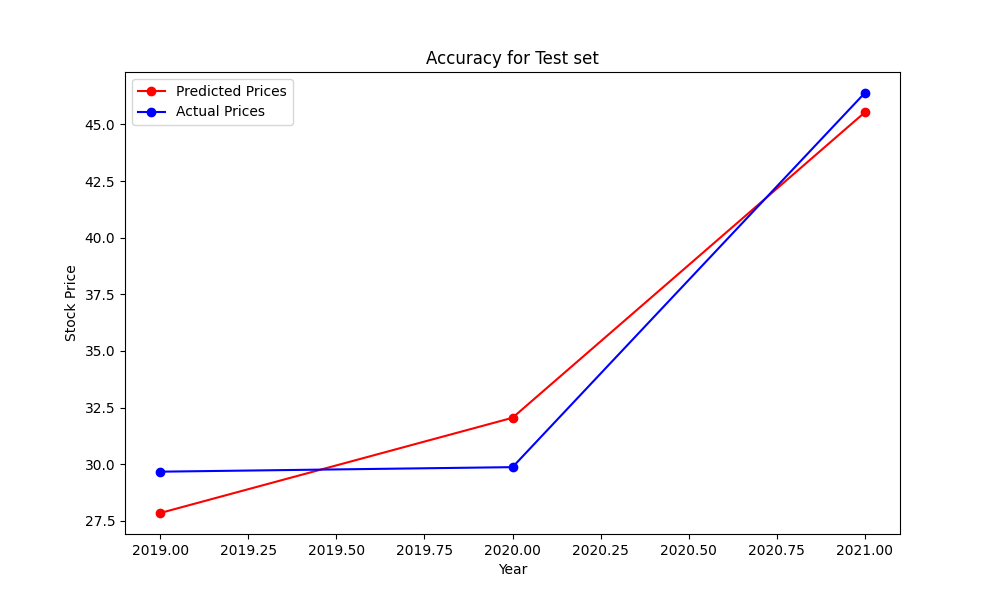 Accuracy for Test set
Predicted Prices
Actual Prices
45.0
42.5
40.0
37.5
35.0
32.5
30.0
27.5
Stock Price
2019.00 2019.25 2019.50 2019.75 2020.00 2020.25 2020.50 2020.75 2021.00
Year